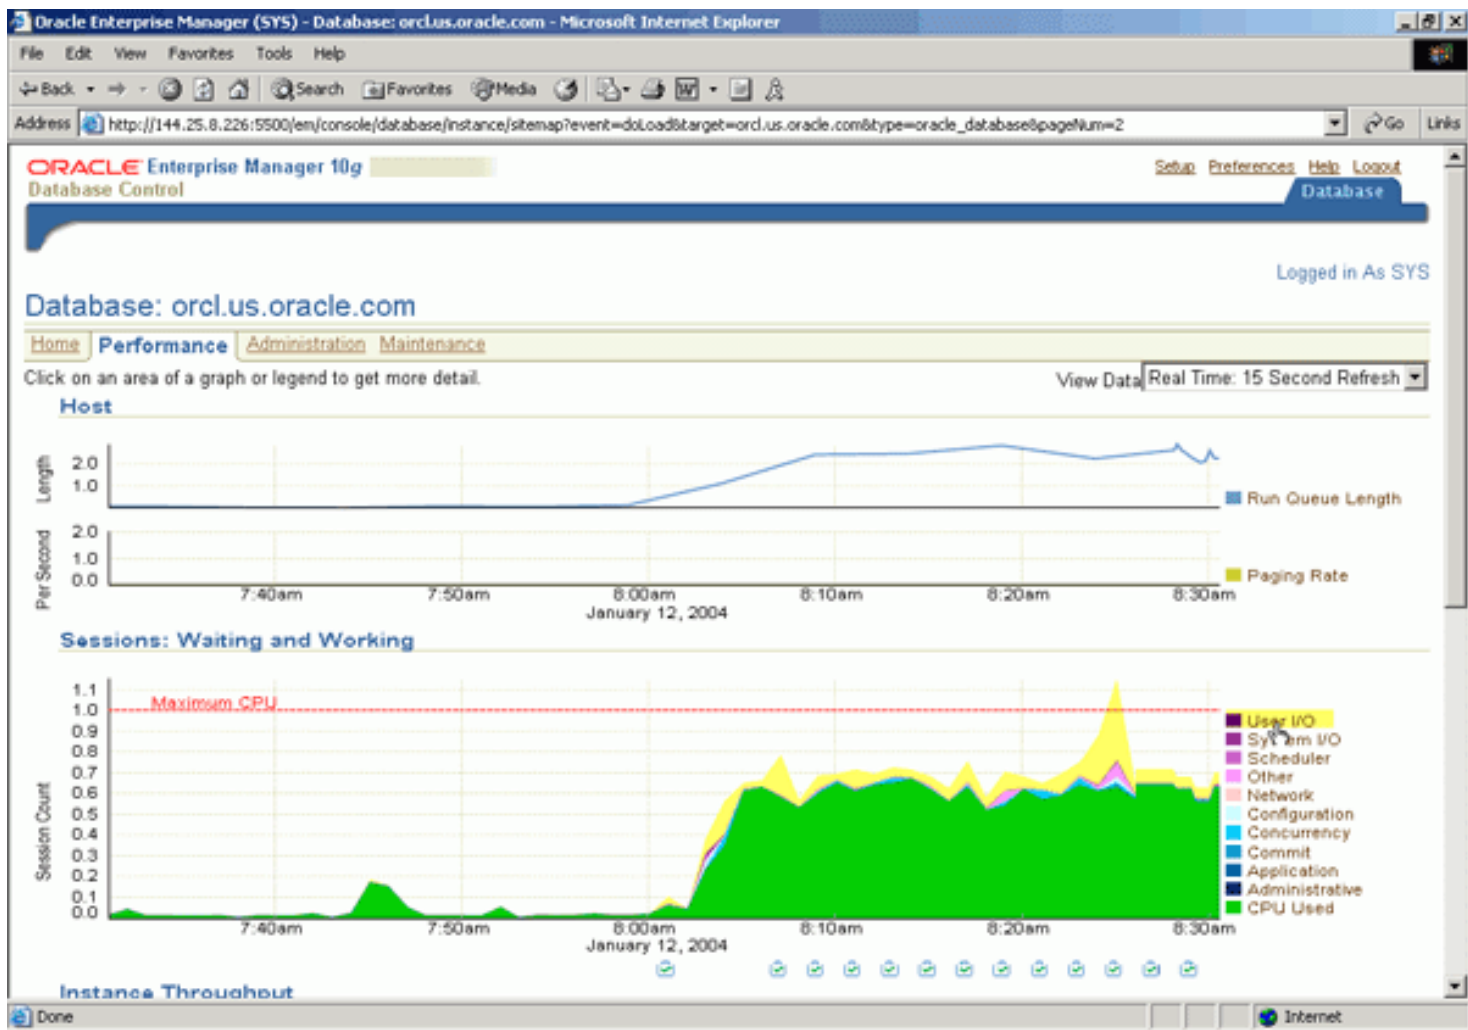 Oracle Enterprise Manager (SYS) - Database: orcl.us.oracle.com - Microsoft Internet Explorer
File Edit View Favorites Tools Help
Back Search Favorites Media
Address http://144.25.8.226:5500/em/console/database/instance/sitemap?event=doLoad&target=orcl.us.oracle.com&type=oracle_database&pageNum=2 Go Links
ORACLE Enterprise Manager 10g
Setup Preferences Help Logout
Database Control
Database
Logged in As SYS
Database: orcl.us.oracle.com
Home Performance Administration Maintenance
Click on an area of a graph or legend to get more detail.
View Data Real Time: 15 Second Refresh
Host
Length
2.0
1.0
Run Queue Length
Per Second
2.0
1.0
0.0
Paging Rate
7:40am 7:50am 8:00am 8:10am 8:20am 8:30am
January 12, 2004
Sessions: Waiting and Working
Session Count
1.1
1.0
0.9
0.8
0.7
0.6
0.5
0.4
0.3
0.2
0.1
0.0
Maximum CPU
User I/O
System I/O
Scheduler
Other
Network
Configuration
Concurrency
Commit
Application
Administrative
CPU Used
7:40am 7:50am 8:00am 8:10am 8:20am 8:30am
January 12, 2004
Instance Throughput
Done
Internet